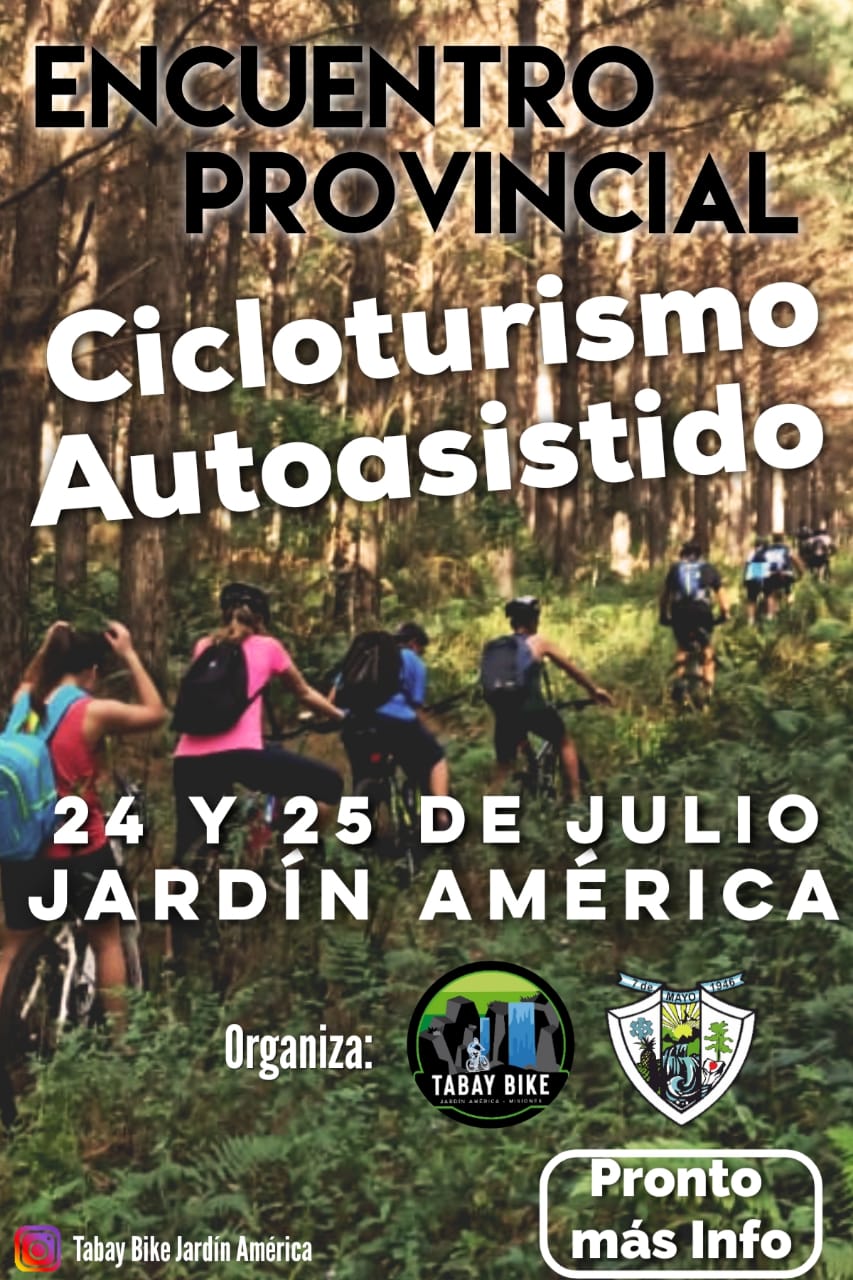 ENCUENTRO
PROVINCIAL
Cicloturismo
Autoasistido
24 Y 25 DE JULIO
JARDÍN AMÉRICA
Organiza:
TABAY BIKE
JARDÍN AMÉRICA - MISIONES
7 de MAYO 1946
Pronto
más Info
Tabay Bike Jardín América